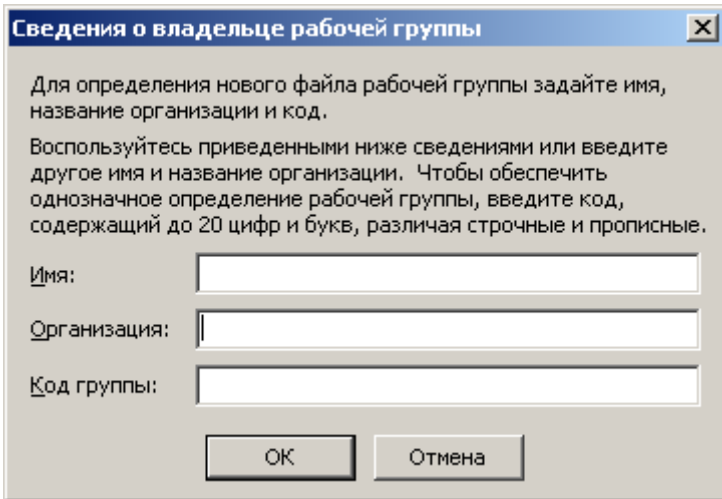 Сведения о владельце рабочей группы
Для определения нового файла рабочей группы задайте имя,
название организации и код.
Воспользуйтесь приведенными ниже сведениями или введите
другое имя и название организации. Чтобы обеспечить
однозначное определение рабочей группы, введите код,
содержащий до 20 цифр и букв, различая строчные и прописные.
Имя:
Организация:
Код группы:
ОК
Отмена